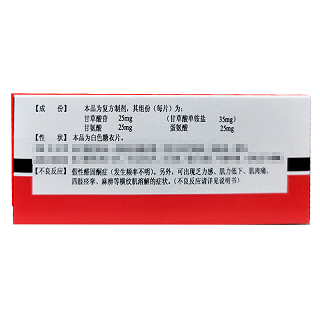 【成　份】　本品为复方制剂，其组份（每片）为：
甘草酸苷　25mg　（甘草酸单铵盐　35mg）
甘氨酸　25mg　蛋氨酸　25mg
【性　状】本品为白色糖衣片。
【不良反应】假性醛固酮症（发生频率不明），另外，可出现乏力感、肌力低下、肌肉痛、
四肢痉挛、麻痹等横纹肌溶解的症状。（不良反应请详见说明书）